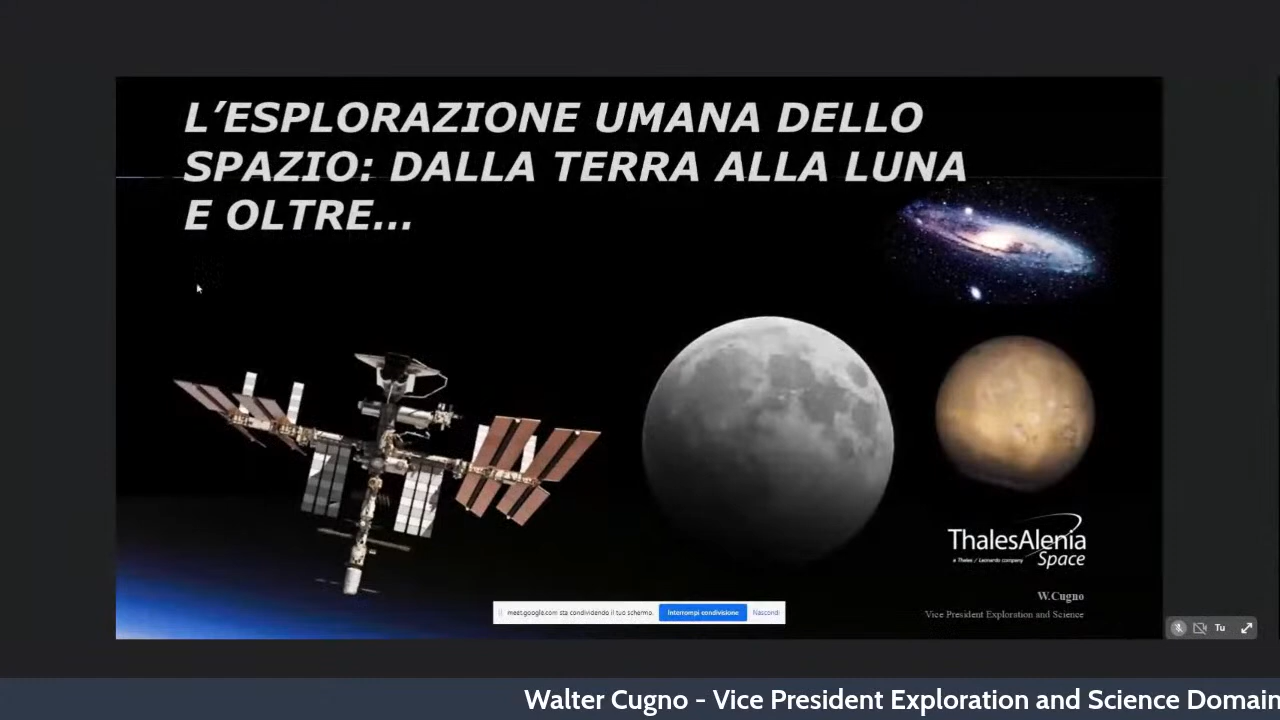 L’ESPLORAZIONE UMANA DELLO
SPAZIO: DALLA TERRA ALLA LUNA
E OLTRE...
ThalesAlenia
a Thales / Leonardo company
Space
W.Cugno
Vice President Exploration and Science
meet.google.com sta condividendo il tuo schermo.
Interrompi condivisione
Nascondi
Tu
Walter Cugno - Vice President Exploration and Science Domain